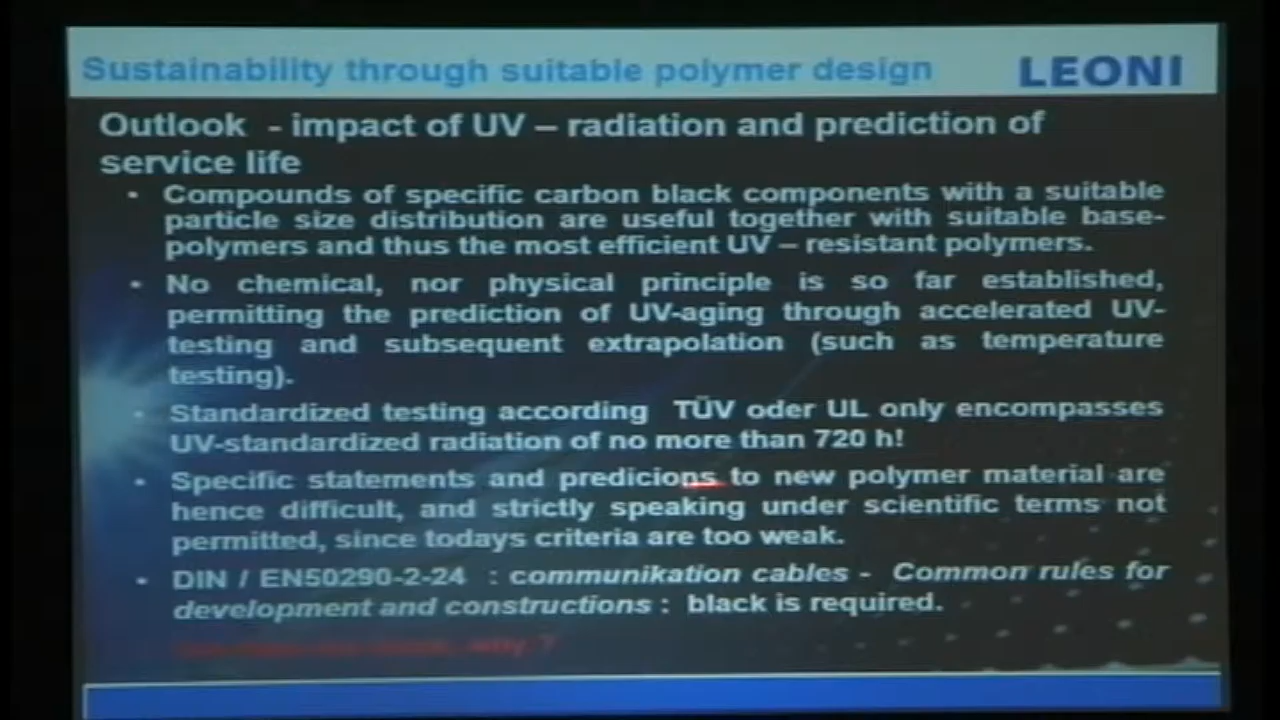 Sustainability through suitable polymer design
LEONI
Outlook - impact of UV – radiation and prediction of
service life
• Compounds of specific carbon black components with a suitable
particle size distribution are useful together with suitable base-
polymers and thus the most efficient UV – resistant polymers.
• No chemical, nor physical principle is so far established,
permitting the prediction of UV-aging through accelerated UV-
testing and subsequent extrapolation (such as temperature
testing).
• Standardized testing according TÜV oder UL only encompasses
UV-standardized radiation of no more than 720 h!
• Specific statements and predicions to new polymer material are
hence difficult, and strictly speaking under scientific terms not
permitted, since todays criteria are too weak.
• DIN / EN50290-2-24 : communikation cables - Common rules for
development and constructions : black is required.
why ?